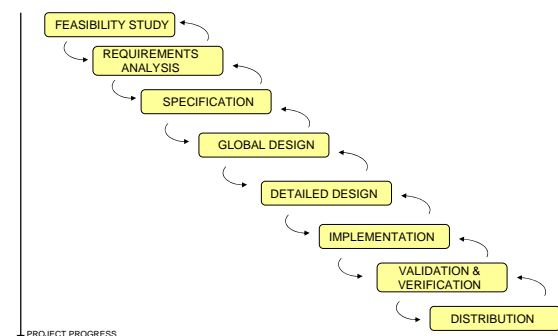 FEASIBILITY STUDY
REQUIREMENTS
ANALYSIS
SPECIFICATION
GLOBAL DESIGN
DETAILED DESIGN
IMPLEMENTATION
VALIDATION &
VERIFICATION
DISTRIBUTION
PROJECT PROGRESS